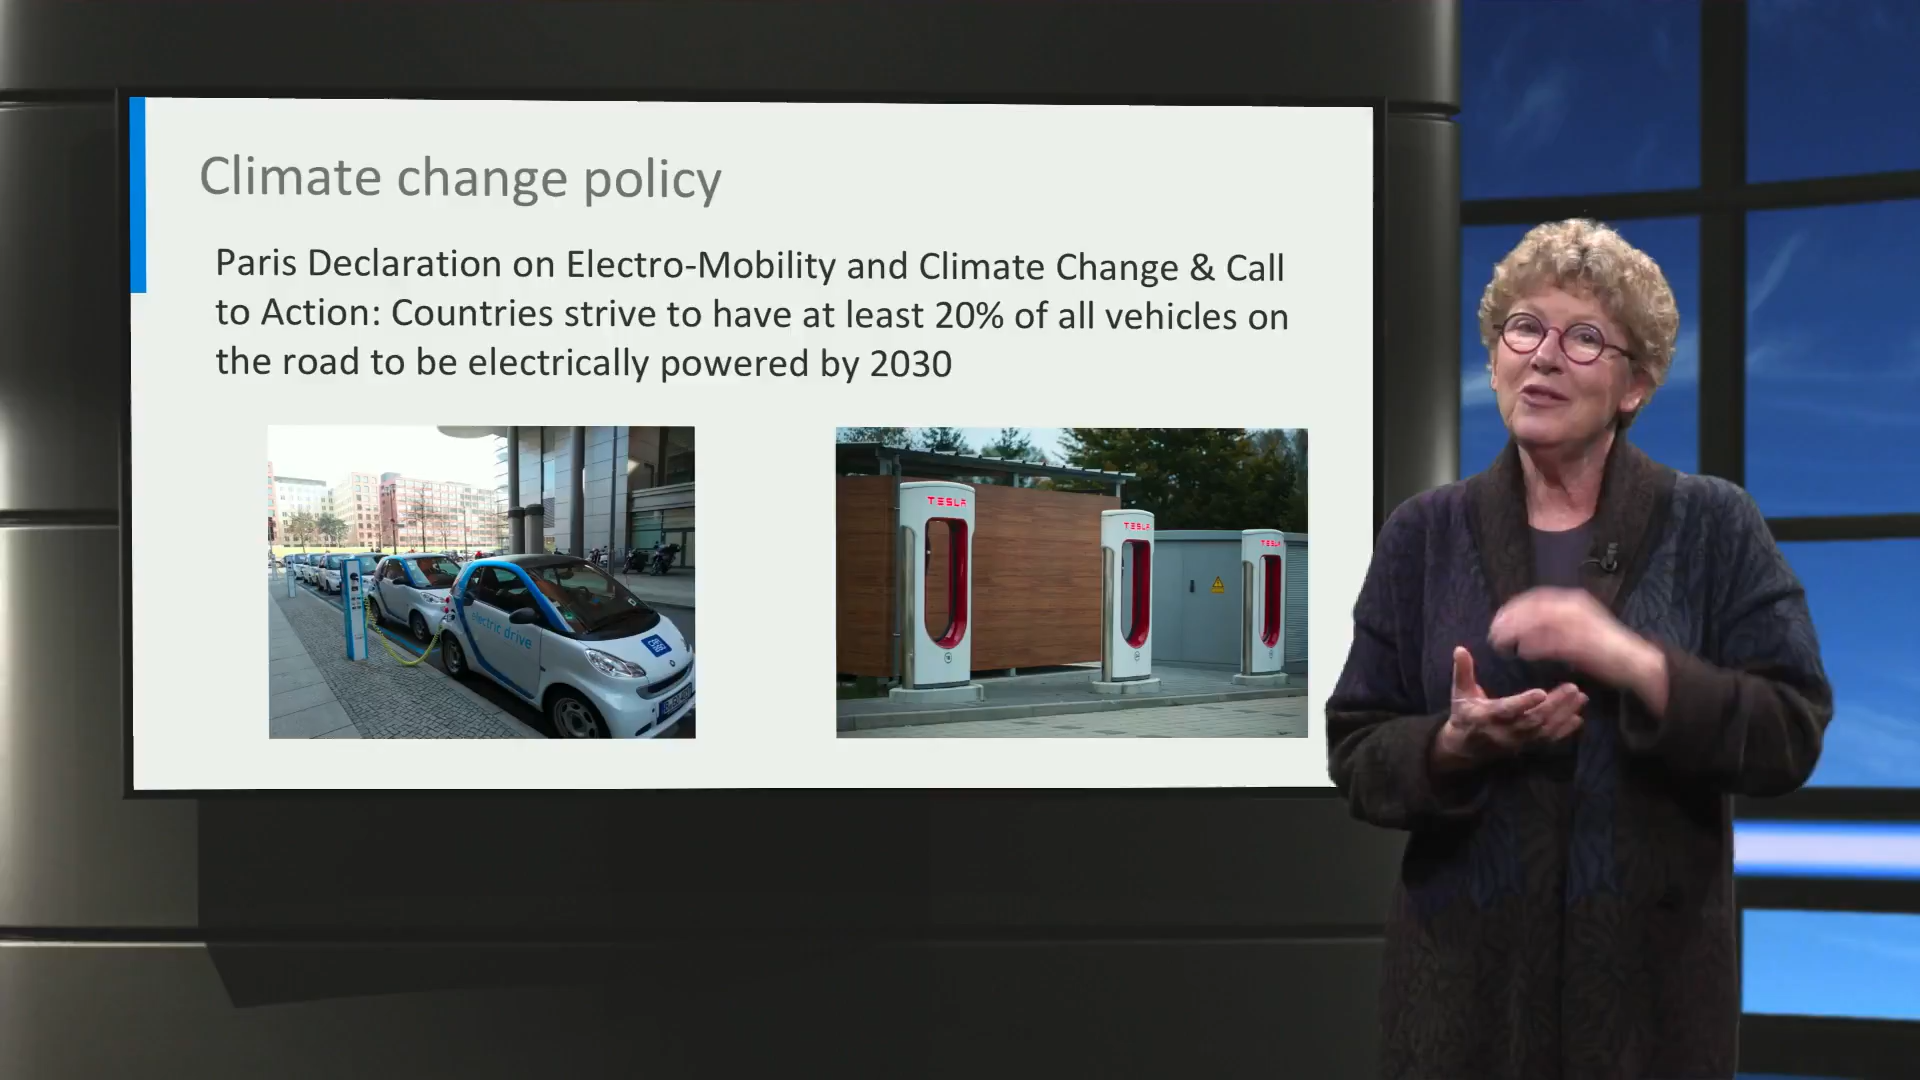 Climate change policy
Paris Declaration on Electro-Mobility and Climate Change & Call
to Action: Countries strive to have at least 20% of all vehicles on
the road to be electrically powered by 2030
electric drive
TESLA
TESLA
TESLA